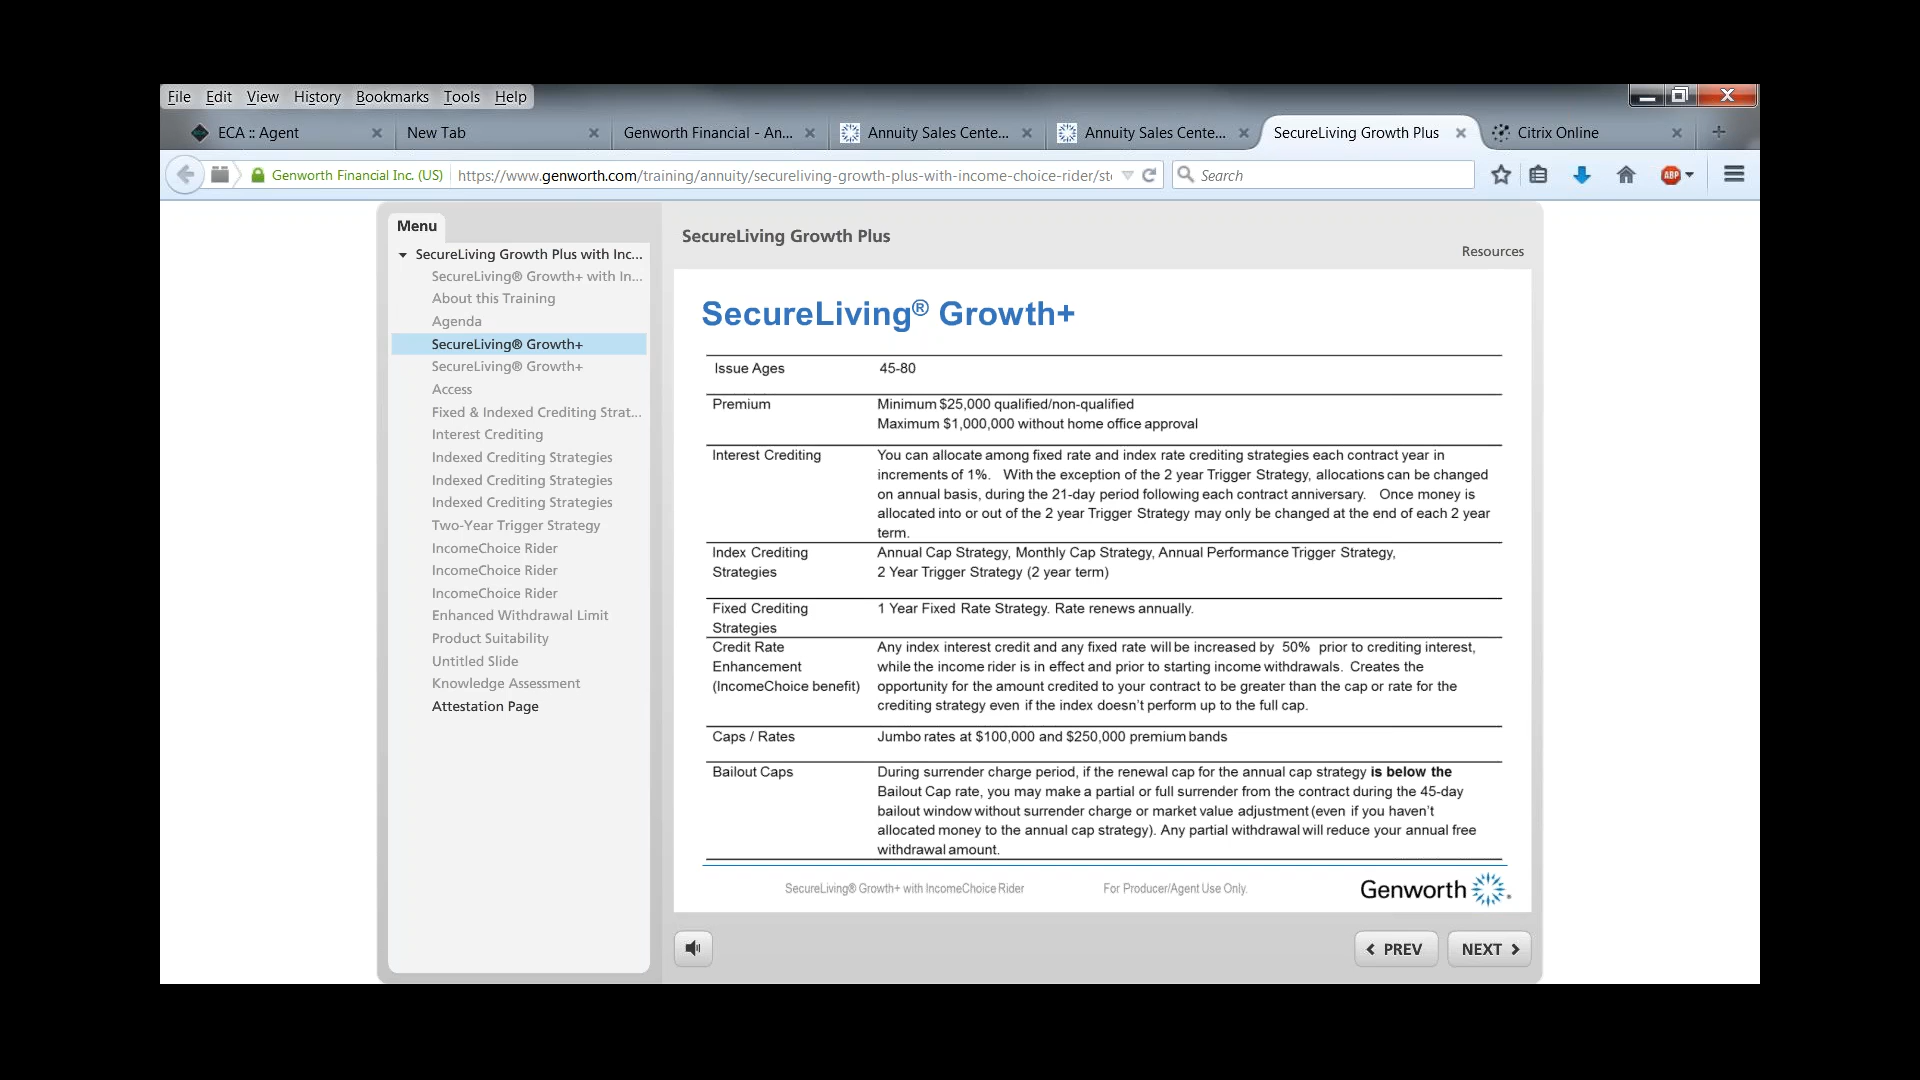 File Edit View History Bookmarks Tools Help
ECA :: Agent
New Tab
Genworth Financial - An...
Annuity Sales Cente...
Annuity Sales Cente...
SecureLiving Growth Plus
Citrix Online
Genworth Financial Inc. (US)
https://www.genworth.com/training/annuity/secureliving-growth-plus-with-income-choice-rider/st
Search
ABP
Menu
SecureLiving Growth Plus with Inc...
SecureLiving® Growth+ with In...
About this Training
Agenda
SecureLiving® Growth+
SecureLiving® Growth+
Access
Fixed & Indexed Crediting Strat...
Interest Crediting
Indexed Crediting Strategies
Indexed Crediting Strategies
Indexed Crediting Strategies
Two-Year Trigger Strategy
IncomeChoice Rider
IncomeChoice Rider
IncomeChoice Rider
Enhanced Withdrawal Limit
Product Suitability
Untitled Slide
Knowledge Assessment
Attestation Page
SecureLiving Growth Plus
Resources
SecureLiving® Growth+
Issue Ages 45-80
Premium Minimum $25,000 qualified/non-qualified
Maximum $1,000,000 without home office approval
Interest Crediting You can allocate among fixed rate and index rate crediting strategies each contract year in
increments of 1%. With the exception of the 2 year Trigger Strategy, allocations can be changed
on annual basis, during the 21-day period following each contract anniversary. Once money is
allocated into or out of the 2 year Trigger Strategy may only be changed at the end of each 2 year
term.
Index Crediting Annual Cap Strategy, Monthly Cap Strategy, Annual Performance Trigger Strategy,
Strategies 2 Year Trigger Strategy (2 year term)
Fixed Crediting 1 Year Fixed Rate Strategy. Rate renews annually.
Strategies
Credit Rate Any index interest credit and any fixed rate will be increased by 50% prior to crediting interest,
Enhancement while the income rider is in effect and prior to starting income withdrawals. Creates the
(IncomeChoice benefit) opportunity for the amount credited to your contract to be greater than the cap or rate for the
crediting strategy even if the index doesn't perform up to the full cap.
Caps / Rates Jumbo rates at $100,000 and $250,000 premium bands
Bailout Caps During surrender charge period, if the renewal cap for the annual cap strategy is below the
Bailout Cap rate, you may make a partial or full surrender from the contract during the 45-day
bailout window without surrender charge or market value adjustment (even if you haven't
allocated money to the annual cap strategy). Any partial withdrawal will reduce your annual free
withdrawal amount.
SecureLiving® Growth+ with IncomeChoice Rider
For Producer/Agent Use Only.
Genworth
PREV
NEXT